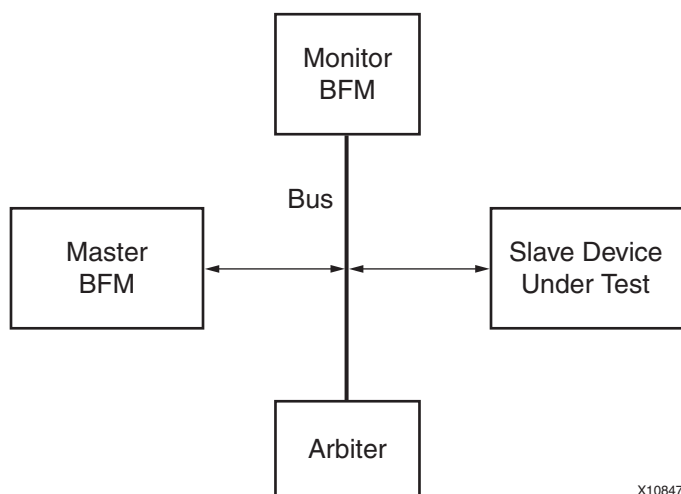 Monitor
BFM
Bus
Master
BFM
Slave Device
Under Test
Arbiter
X10847